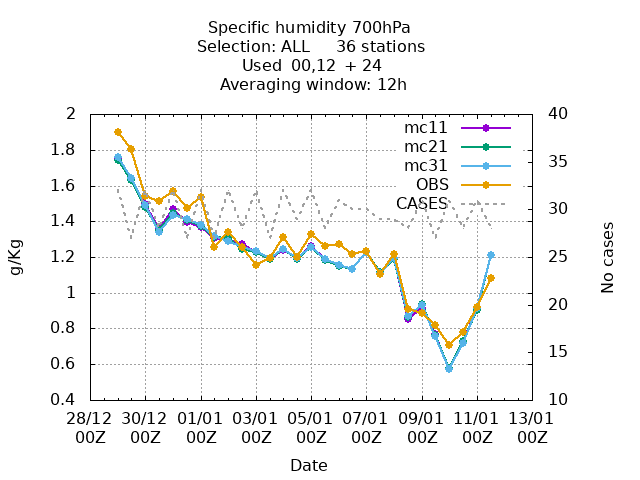 Specific humidity 700hPa
Selection: ALL 36 stations
Used 00,12 + 24
Averaging window: 12h
2
1.8
1.6
1.4
1.2
1
0.8
0.6
0.4
g/Kg
40
35
30
25
20
15
10
No cases
mc11
mc21
mc31
OBS
CASES
28/12 30/12 01/01 03/01 05/01 07/01 09/01 11/01 13/01
00Z 00Z 00Z 00Z 00Z 00Z 00Z 00Z 00Z
Date